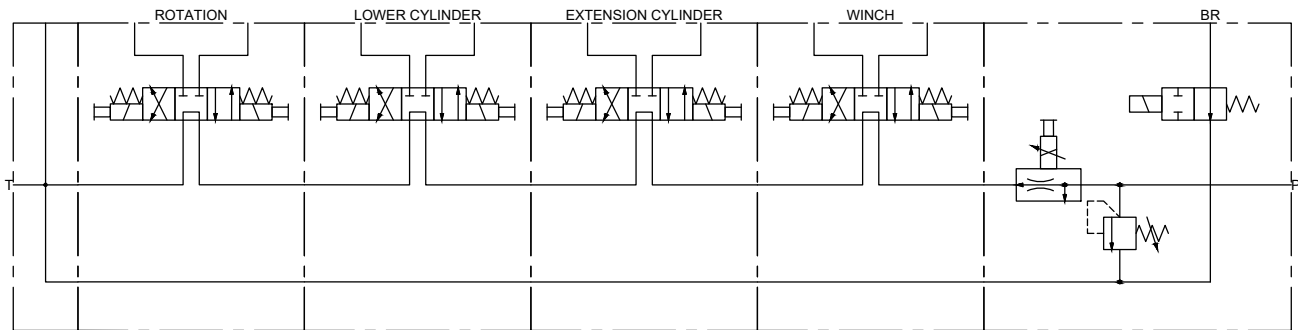 ROTATION
LOWER CYLINDER
EXTENSION CYLINDER
WINCH
BR
T
P